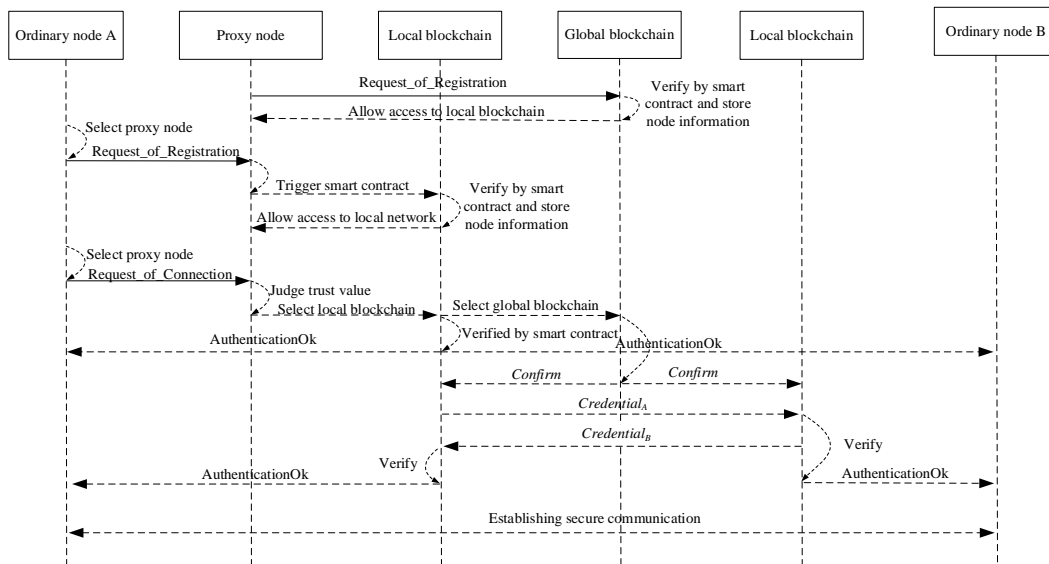 Ordinary node A
Proxy node
Local blockchain
Global blockchain
Local blockchain
Ordinary node B
Request_of_Registration
Verify by smart
contract and store
node information
Allow access to local blockchain
Select proxy node
Request_of_Registration
Trigger smart contract
Verify by smart
contract and store
node information
Allow access to local network
Select proxy node
Request_of_Connection
Judge trust value
Select local blockchain
Select global blockchain
Verified by smart contract
AuthenticationOk
AuthenticationOk
Confirm
Confirm
Credential_A
Credential_B
Verify
Verify
AuthenticationOk
AuthenticationOk
Establishing secure communication